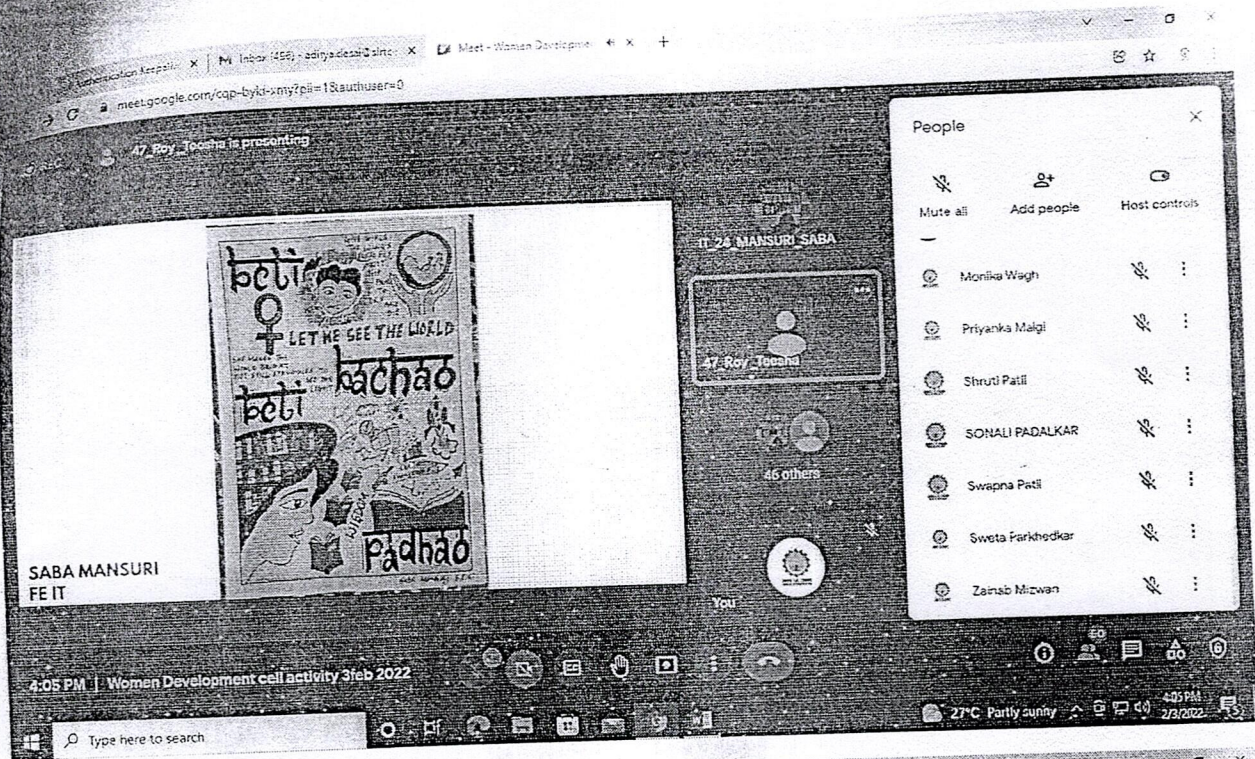 Meet - Women Developme
meet.google.com/cqp-byki-xmy?pli=1&authuser=0
REC
47_Roy_Toosha is presenting
beti
LET ME SEE THE WORLD
bachao
beti
WISDOM
padhao
SABA MANSURI
FE IT
IT_24_MANSURI_SABA
47_Roy_Toosha
46 others
You
People
Mute all
Add people
Host controls
Monika Wagh
Priyanka Malgi
Shruti Patil
SONALI PADALKAR
Swapna Patil
Sweta Parkhedkar
Zainab Mizwan
4:05 PM | Women Development cell activity 3feb 2022
60
Type here to search
27°C Partly sunny
4:05 PM
2/3/2022